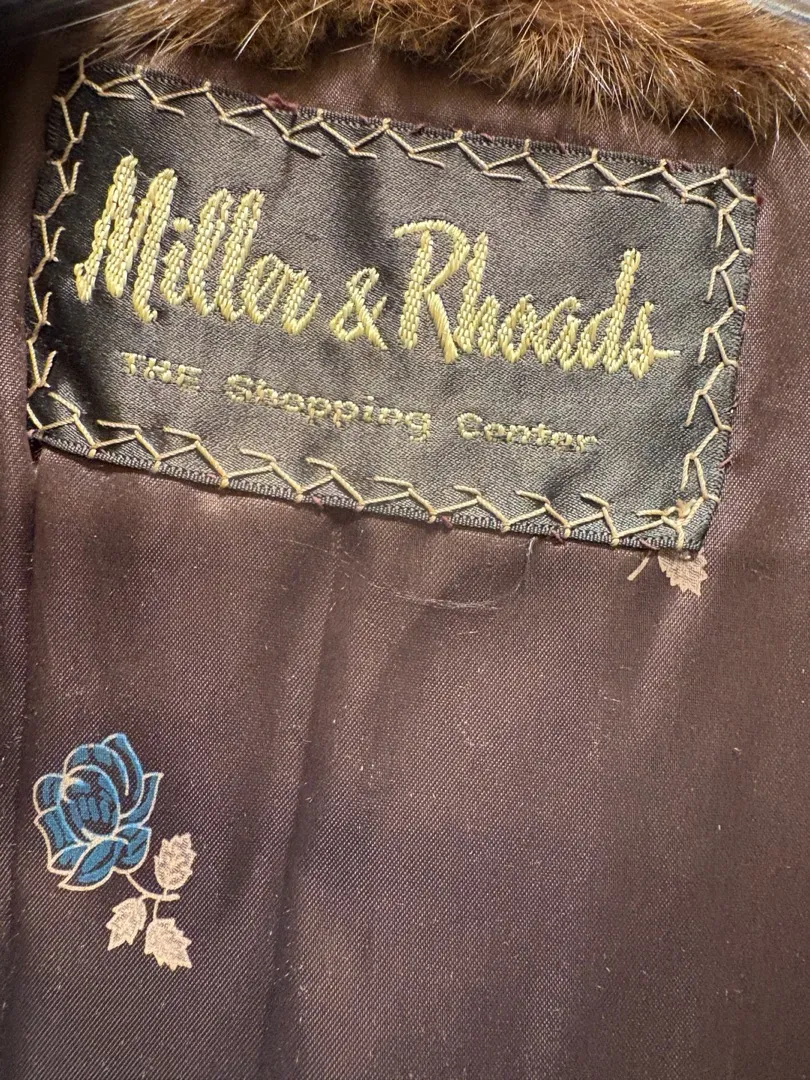 Miller & Rhoads
THE Shopping Center